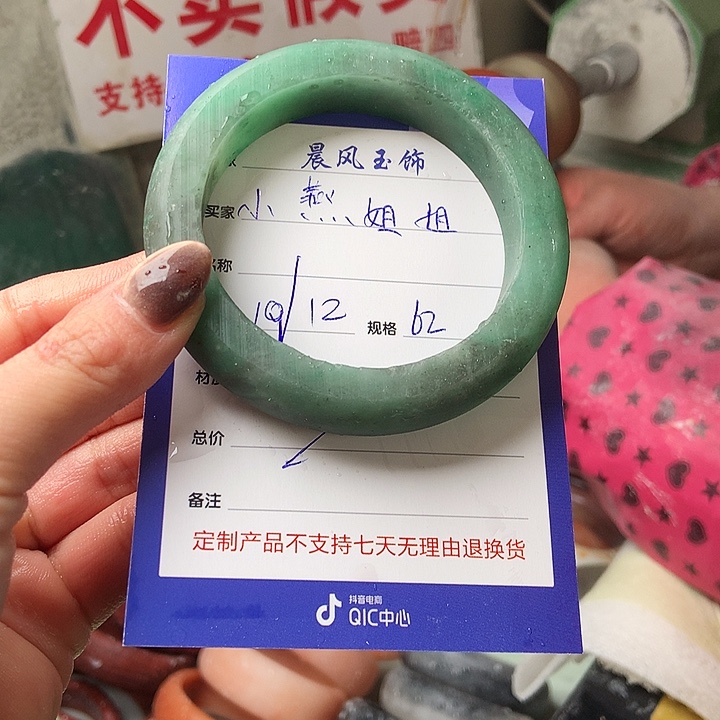 不卖假货
支持
晨风玉饰
买家 小燕姐姐
名称
10/12 规格 62
材质
总价
备注
定制产品不支持七天无理由退换货
抖音电商
QIC中心